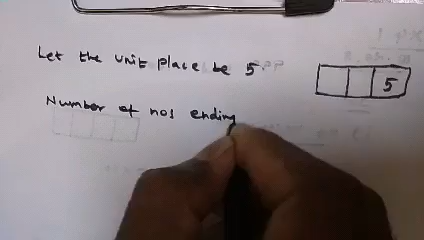 Let the unit place be 5.
5
Number of nos ending